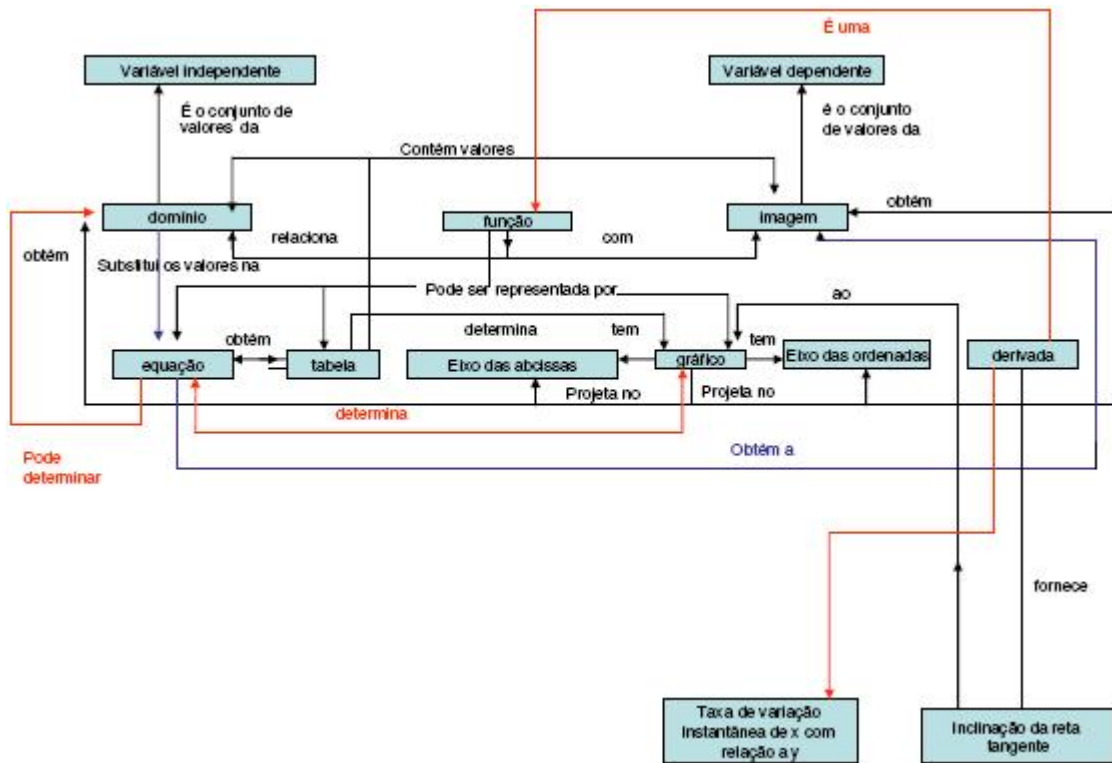 É uma
Variável independente
Variável dependente
É o conjunto de
valores da
é o conjunto
de valores da
Contém valores
domínio
função
imagem
obtém
obtém
relaciona
com
Substitui os valores na
Pode ser representada por
ao
obtém
determina
tem
tem
equação
tabela
Eixo das abcissas
gráfico
Eixo das ordenadas
derivada
Projeta no
Projeta no
determina
Pode
determinar
Obtém a
fornece
Taxa de variação
Instantânea de x com
relação a y
Inclinação da reta
tangente